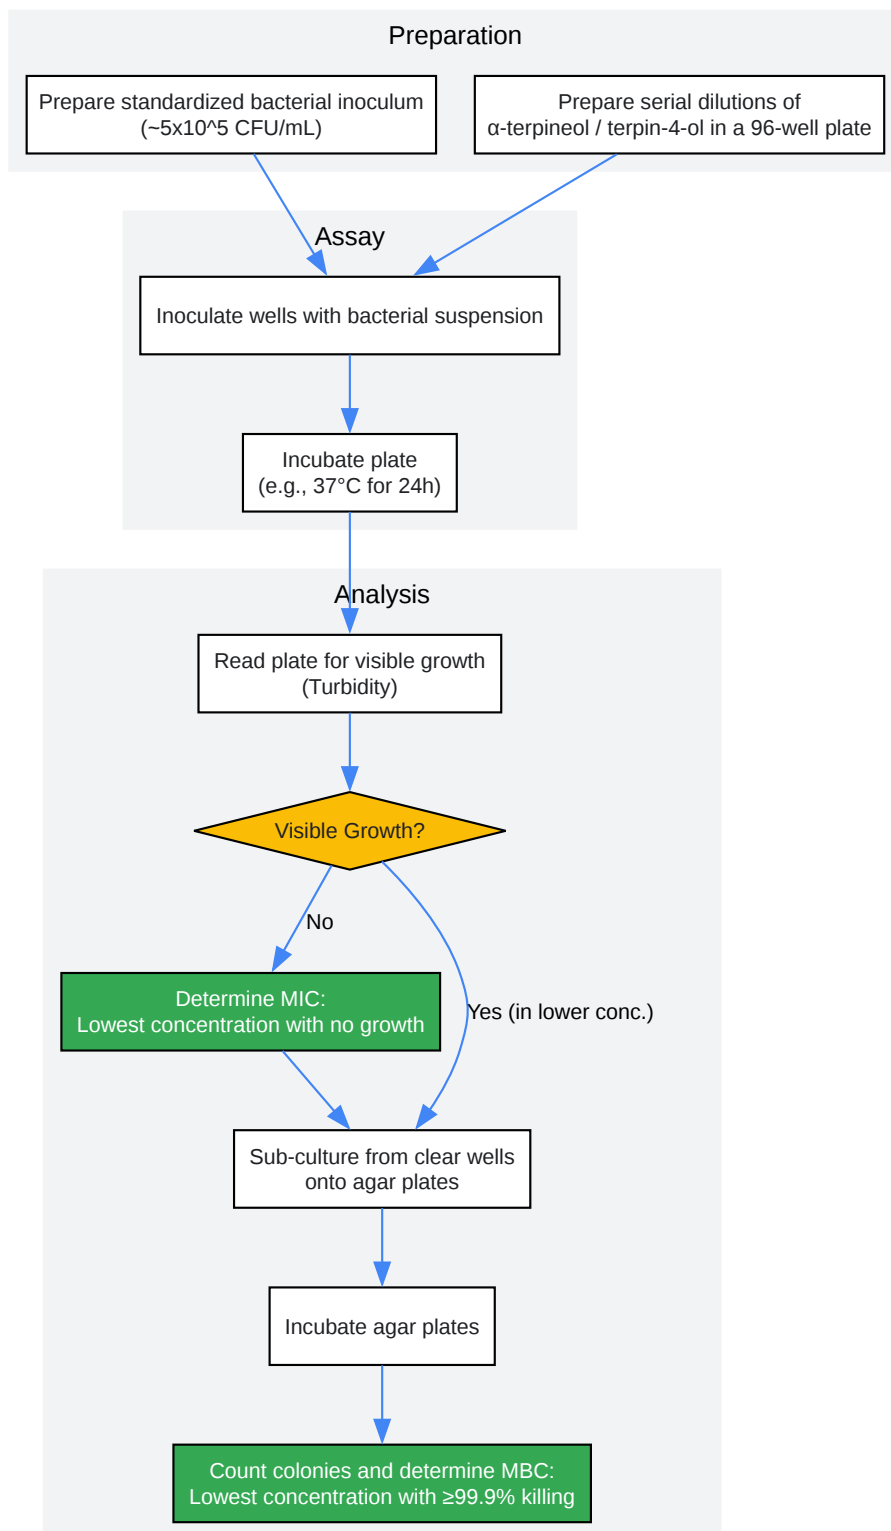 Preparation
Prepare standardized bacterial inoculum
(~5x10^5 CFU/mL)
Prepare serial dilutions of
α-terpineol / terpin-4-ol in a 96-well plate
Assay
Inoculate wells with bacterial suspension
Incubate plate
(e.g., 37°C for 24h)
Analysis
Read plate for visible growth
(Turbidity)
Visible Growth?
No
Determine MIC:
Lowest concentration with no growth
Yes (in lower conc.)
Sub-culture from clear wells
onto agar plates
Incubate agar plates
Count colonies and determine MBC:
Lowest concentration with ≥99.9% killing